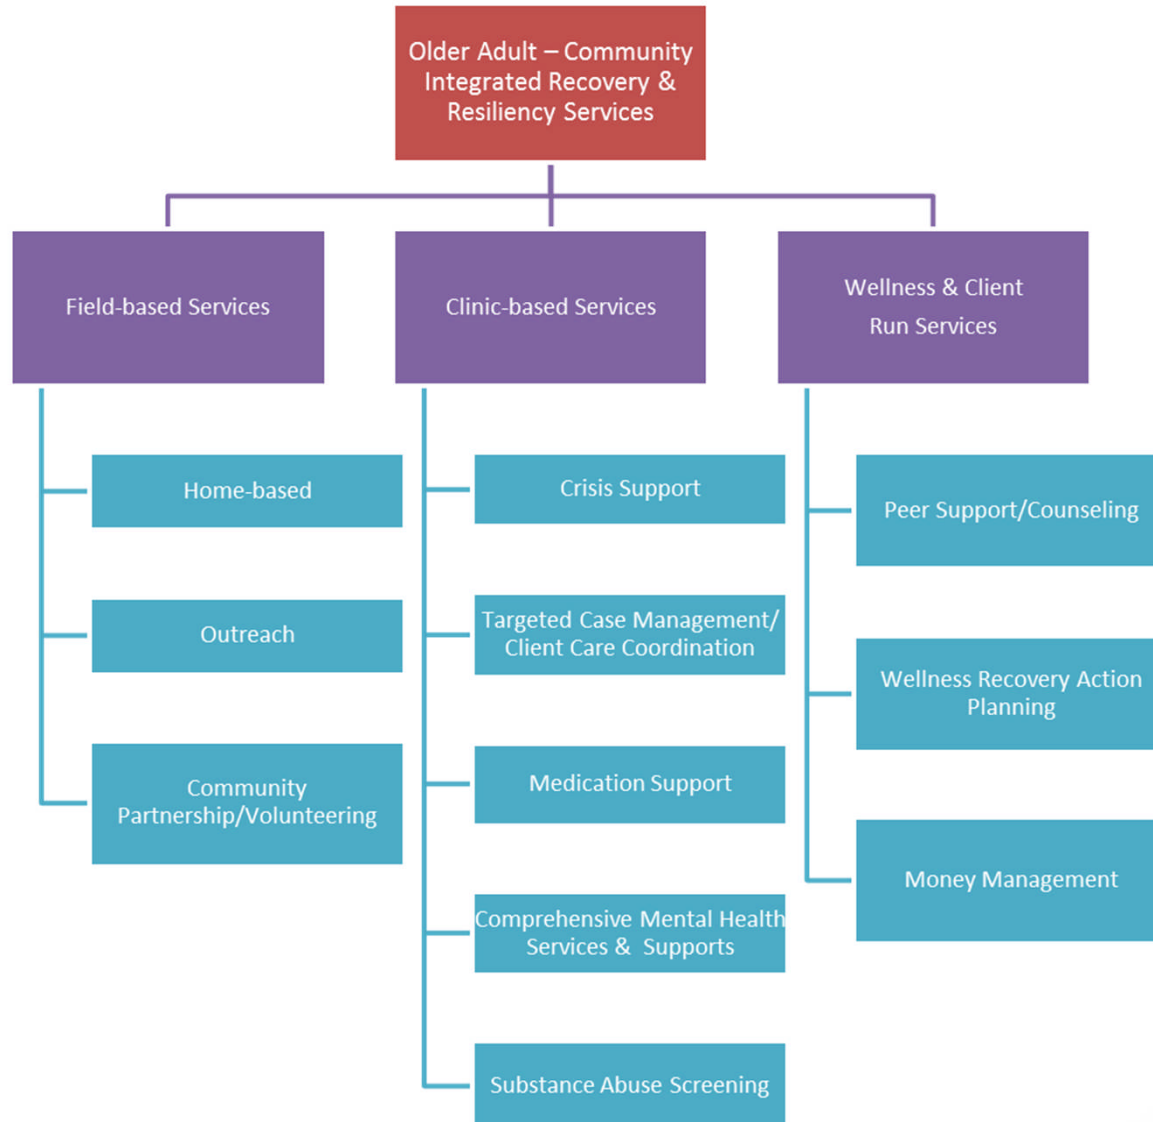 Older Adult – Community
Integrated Recovery &
Resiliency Services
Field-based Services
Clinic-based Services
Wellness & Client
Run Services
Home-based
Outreach
Community
Partnership/Volunteering
Crisis Support
Targeted Case Management/
Client Care Coordination
Medication Support
Comprehensive Mental Health
Services & Supports
Substance Abuse Screening
Peer Support/Counseling
Wellness Recovery Action
Planning
Money Management